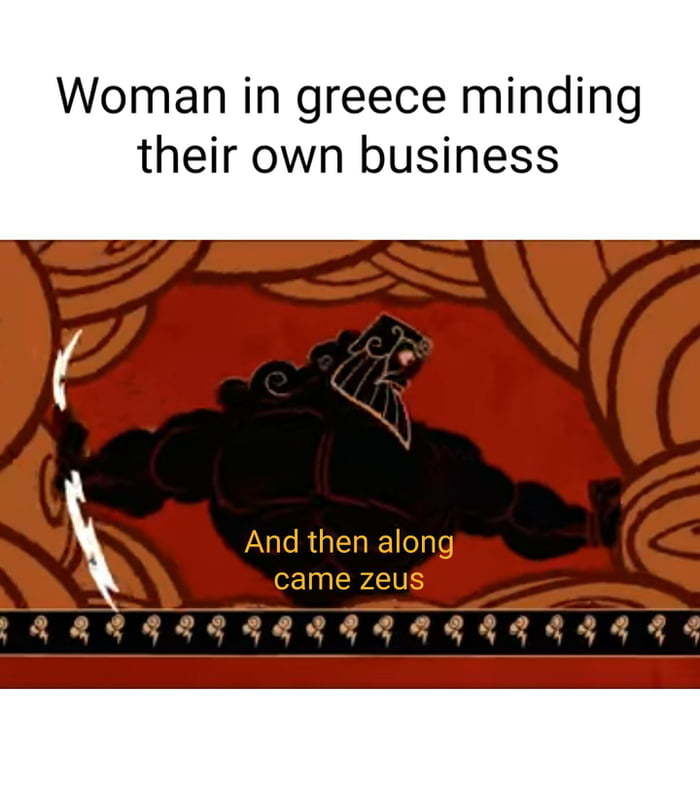 Woman in greece minding
their own business
And then along
came zeus